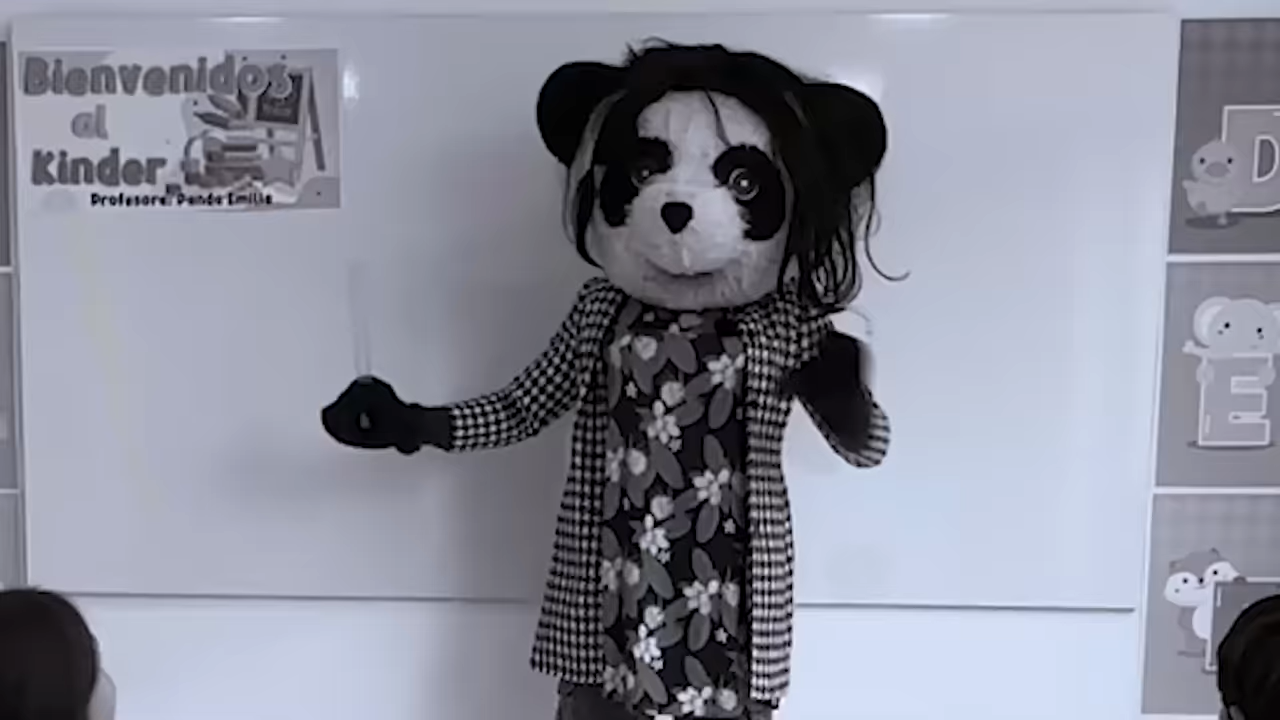 Bienvenidos
al
Kinder
Profesora: Panda Emilia
D
E